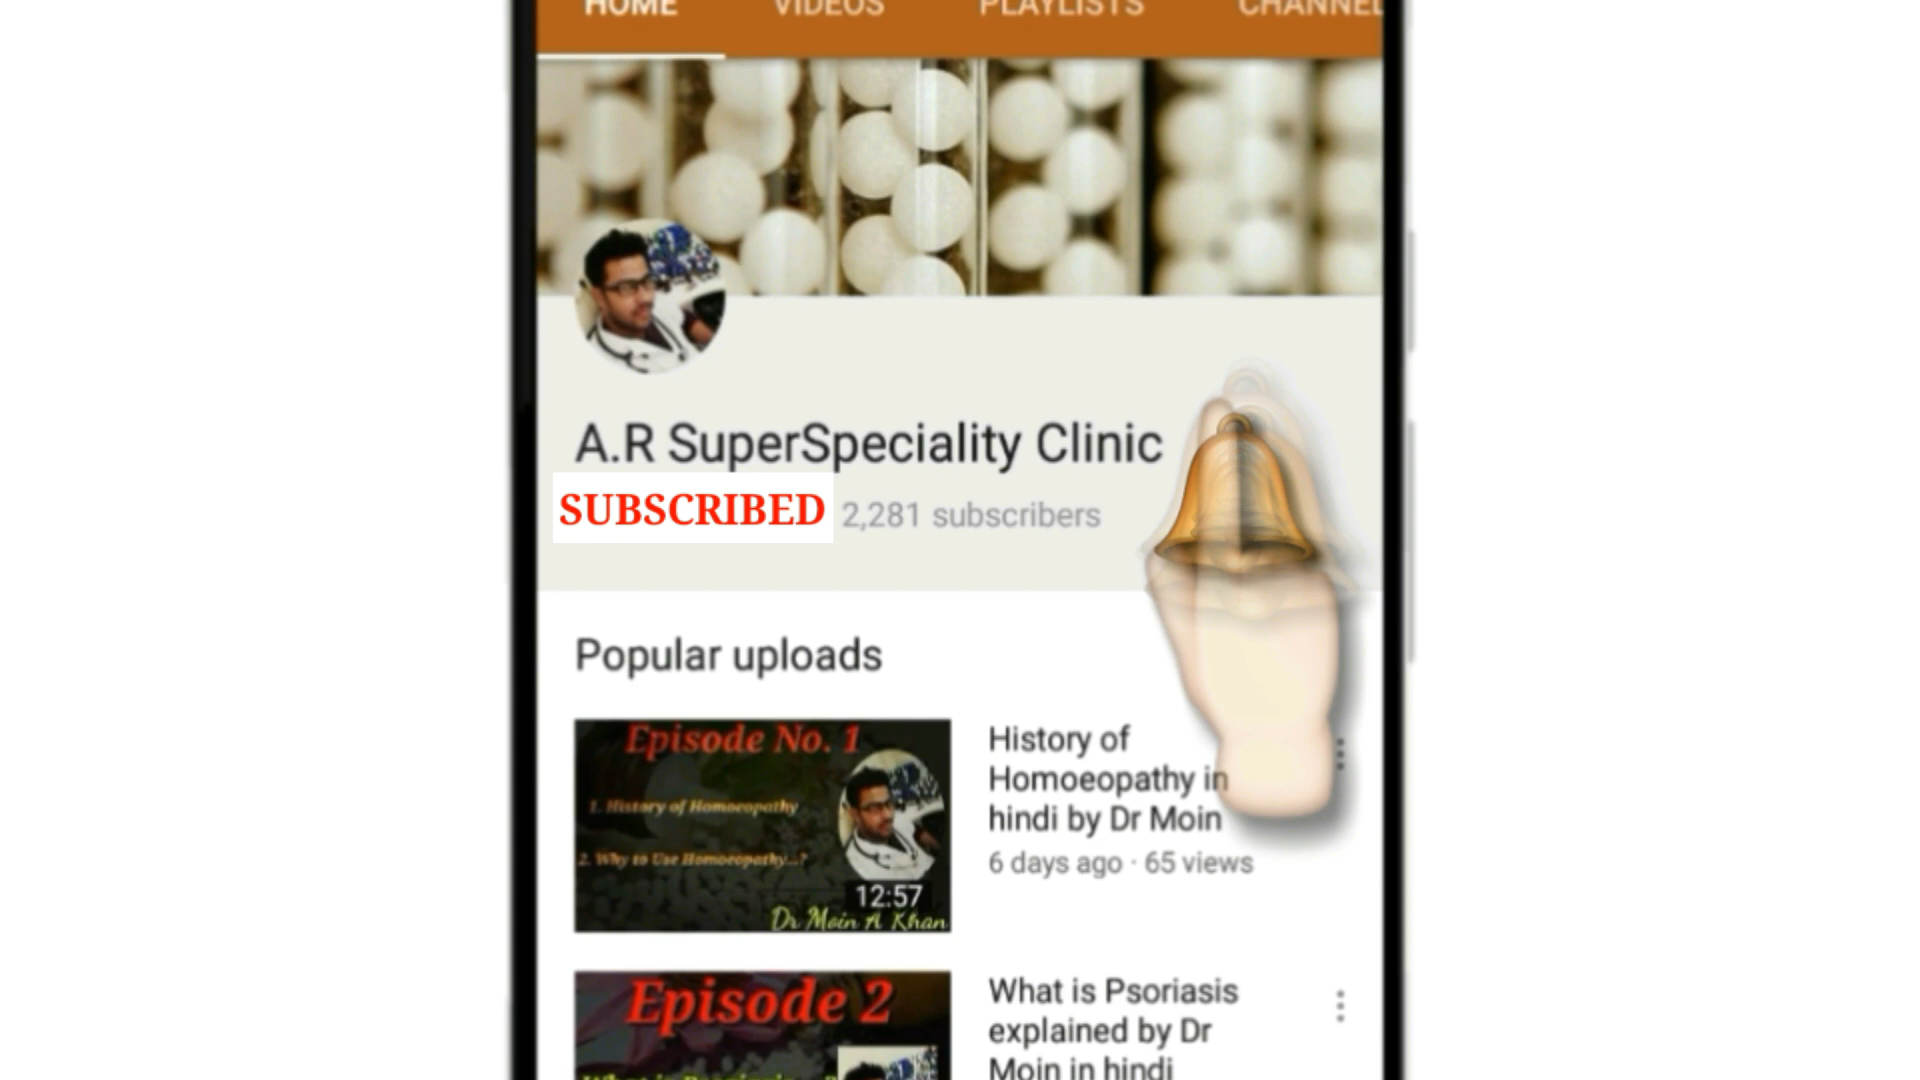 HOME VIDEOS PLAYLISTS CHANNEL
A.R SuperSpeciality Clinic
SUBSCRIBED 2,281 subscribers
Popular uploads
Episode No. 1
1. History of Homoeopathy
2. Why to Use Homoeopathy...?
12:57
Dr Moin A Khan
History of
Homoeopathy in
hindi by Dr Moin
6 days ago · 65 views
Episode 2
What is Psoriasis
explained by Dr
Moin in hindi